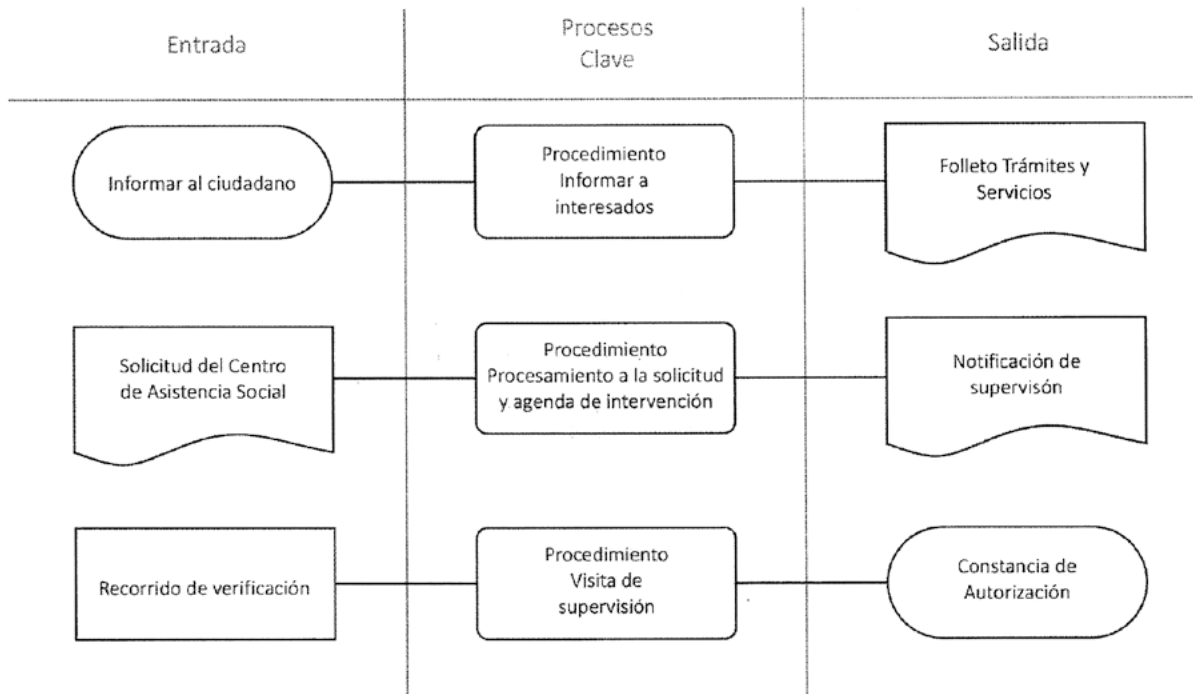 Entrada
Procesos
Clave
Salida
Informar al ciudadano
Procedimiento
Informar a
interesados
Folleto Trámites y
Servicios
Solicitud del Centro
de Asistencia Social
Procedimiento
Procesamiento a la solicitud
y agenda de intervención
Notificación de
supervisón
Recorrido de verificación
Procedimiento
Visita de
supervisión
Constancia de
Autorización